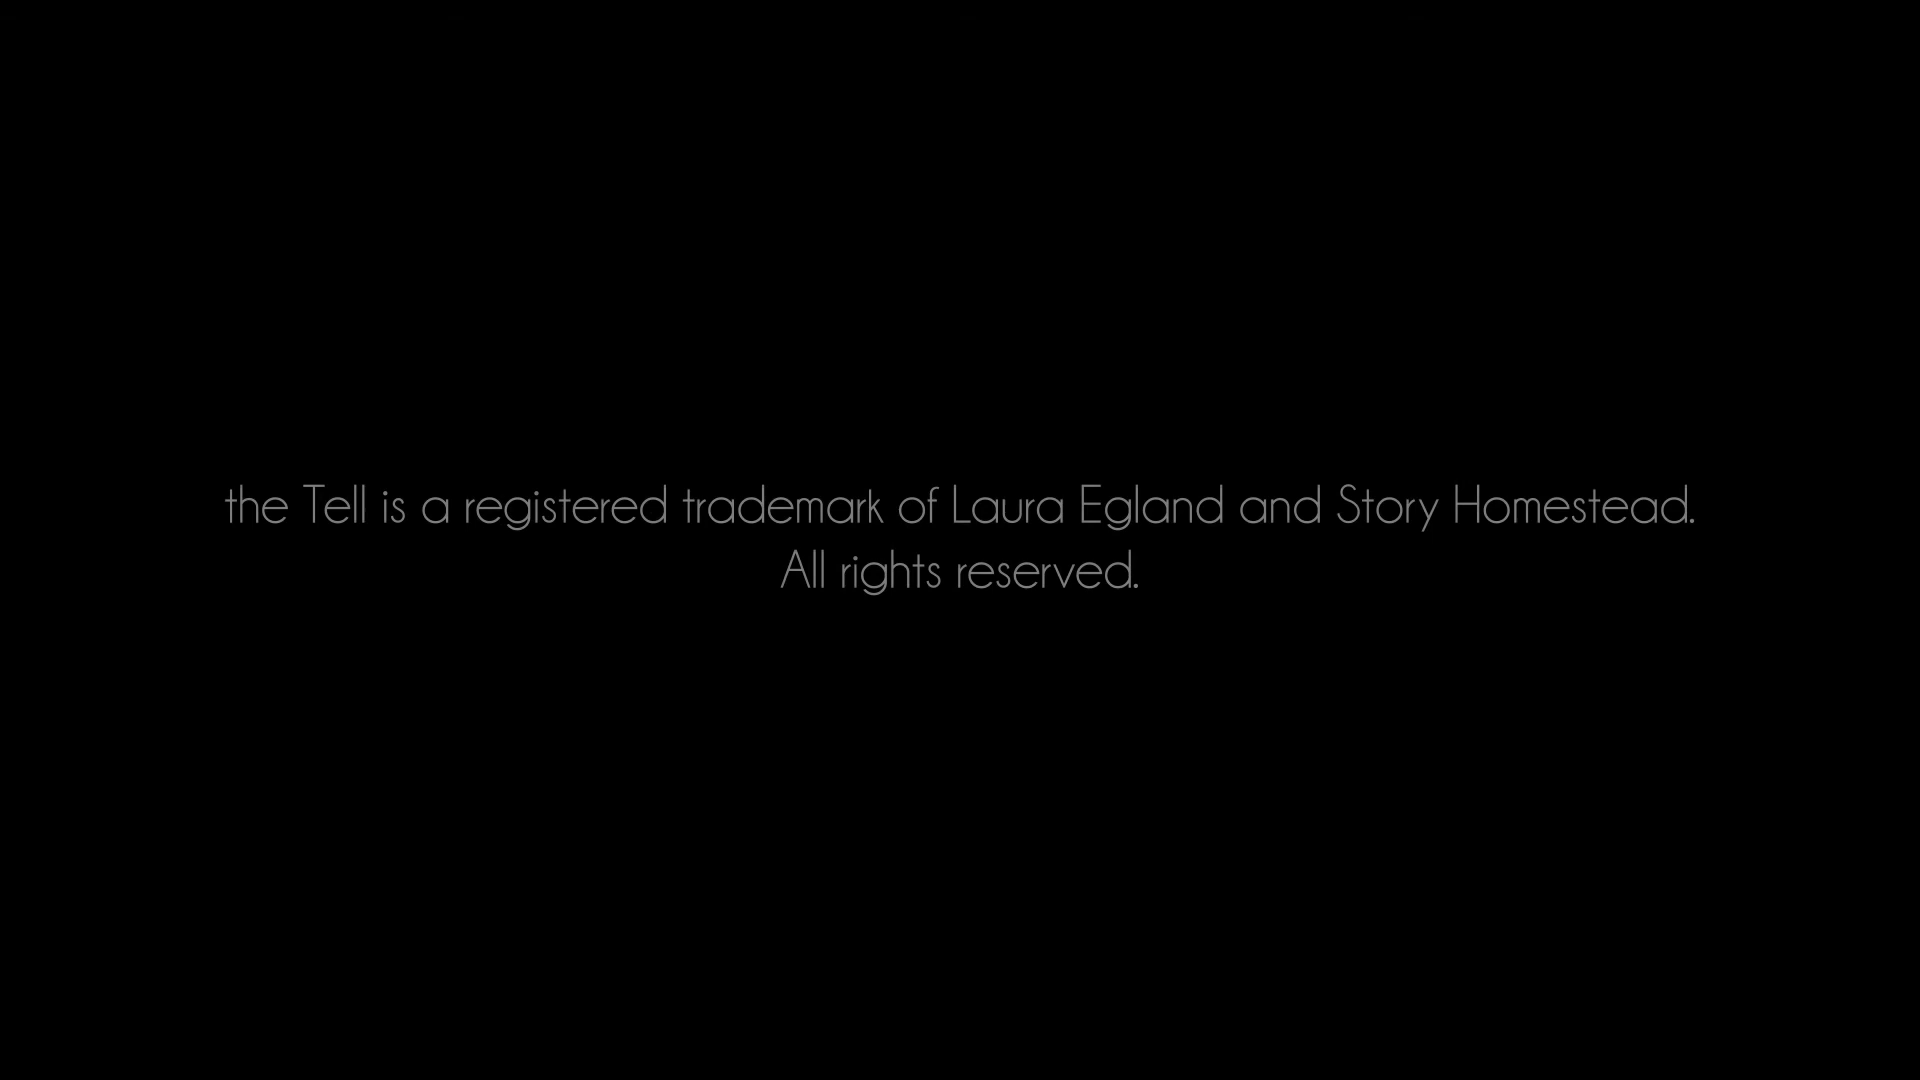 the Tell is a registered trademark of Laura Egland and Story Homestead.
All rights reserved.